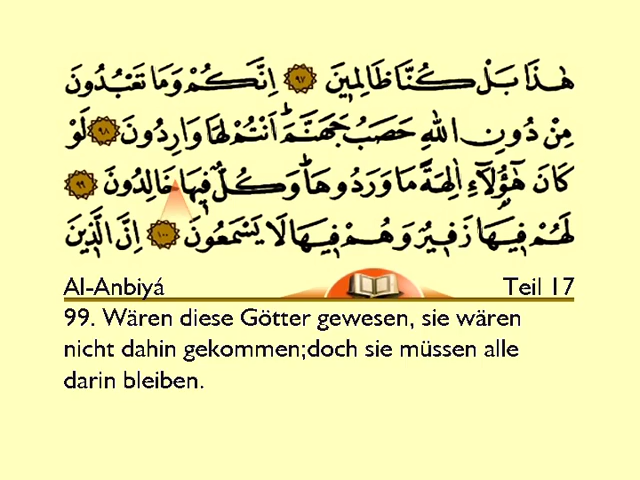 هٰذَا بَلْ كُنَّا ظَالِمِينَ ﴿٩٧﴾ اِنَّكُمْ وَمَا تَعْبُدُونَ
مِنْ دُونِ اللّٰهِ حَصَبُ جَهَنَّمَۜ اَنْتُمْ لَهَا وَارِدُونَ ﴿٩٨﴾ لَوْ
كَانَ هٰٓؤُ۬لَٓاءِ اٰلِهَةً مَا وَرَدُوهَاۜ وَكُلٌّ ف۪يهَا خَالِدُونَ ﴿٩٩﴾
لَهُمْ ف۪يهَا زَف۪يرٌ وَهُمْ ف۪يهَا لَا يَسْمَعُونَ ﴿١٠٠﴾ اِنَّ الَّذ۪ينَ
Al-Anbiyá Teil 17
99. Wären diese Götter gewesen, sie wären
nicht dahin gekommen;doch sie müssen alle
darin bleiben.